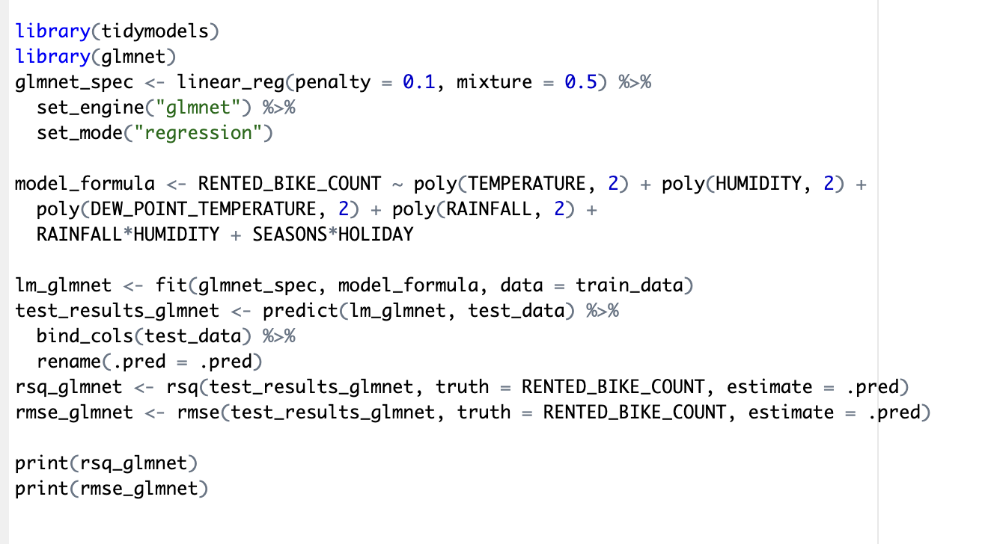 library(tidymodels)
library(glmnet)
glmnet_spec <- linear_reg(penalty = 0.1, mixture = 0.5) %>%
  set_engine("glmnet") %>%
  set_mode("regression")

model_formula <- RENTED_BIKE_COUNT ~ poly(TEMPERATURE, 2) + poly(HUMIDITY, 2) +
  poly(DEW_POINT_TEMPERATURE, 2) + poly(RAINFALL, 2) +
  RAINFALL*HUMIDITY + SEASONS*HOLIDAY

lm_glmnet <- fit(glmnet_spec, model_formula, data = train_data)
test_results_glmnet <- predict(lm_glmnet, test_data) %>%
  bind_cols(test_data) %>%
  rename(.pred = .pred)
rsq_glmnet <- rsq(test_results_glmnet, truth = RENTED_BIKE_COUNT, estimate = .pred)
rmse_glmnet <- rmse(test_results_glmnet, truth = RENTED_BIKE_COUNT, estimate = .pred)

print(rsq_glmnet)
print(rmse_glmnet)